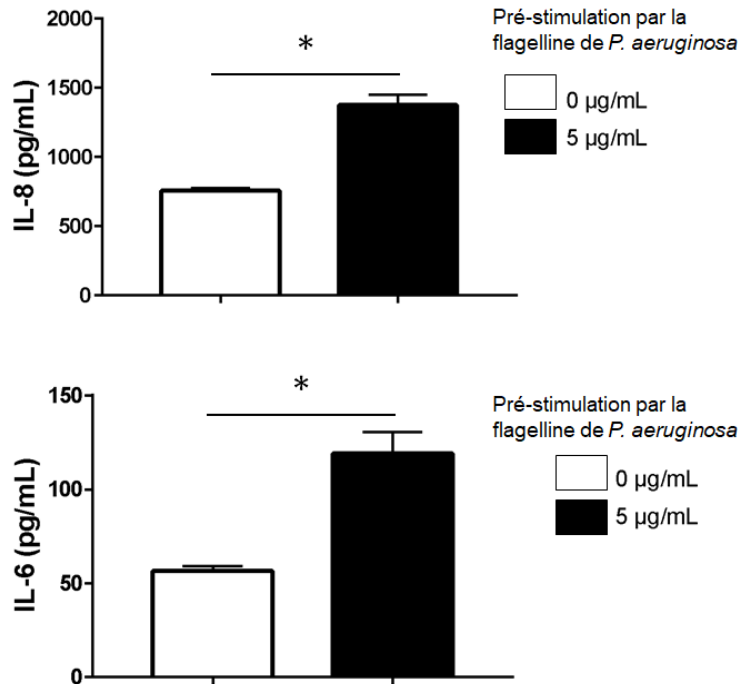 2000
1500
1000
500
0
IL-8 (pg/mL)
*
Pré-stimulation par la
flagelline de P. aeruginosa
0 µg/mL
5 µg/mL
150
100
50
0
IL-6 (pg/mL)
*
Pré-stimulation par la
flagelline de P. aeruginosa
0 µg/mL
5 µg/mL